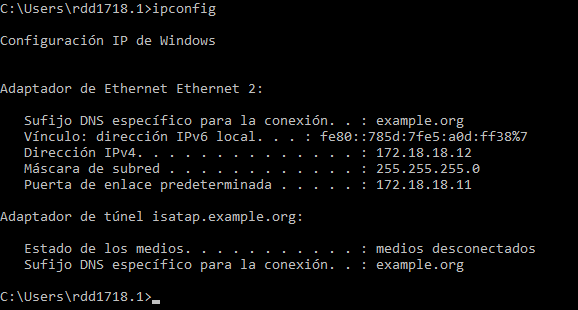 C:\Users\rdd1718.1>ipconfig
Configuración IP de Windows
Adaptador de Ethernet Ethernet 2:
Sufijo DNS específico para la conexión. . : example.org
Vínculo: dirección IPv6 local. . . : fe80::785d:7fe5:a0d:ff38%7
Dirección IPv4. . . . . . . . . . . . . . : 172.18.18.12
Máscara de subred . . . . . . . . . . . . : 255.255.255.0
Puerta de enlace predeterminada . . . . . : 172.18.18.11
Adaptador de túnel isatap.example.org:
Estado de los medios. . . . . . . . . . . : medios desconectados
Sufijo DNS específico para la conexión. . : example.org
C:\Users\rdd1718.1>